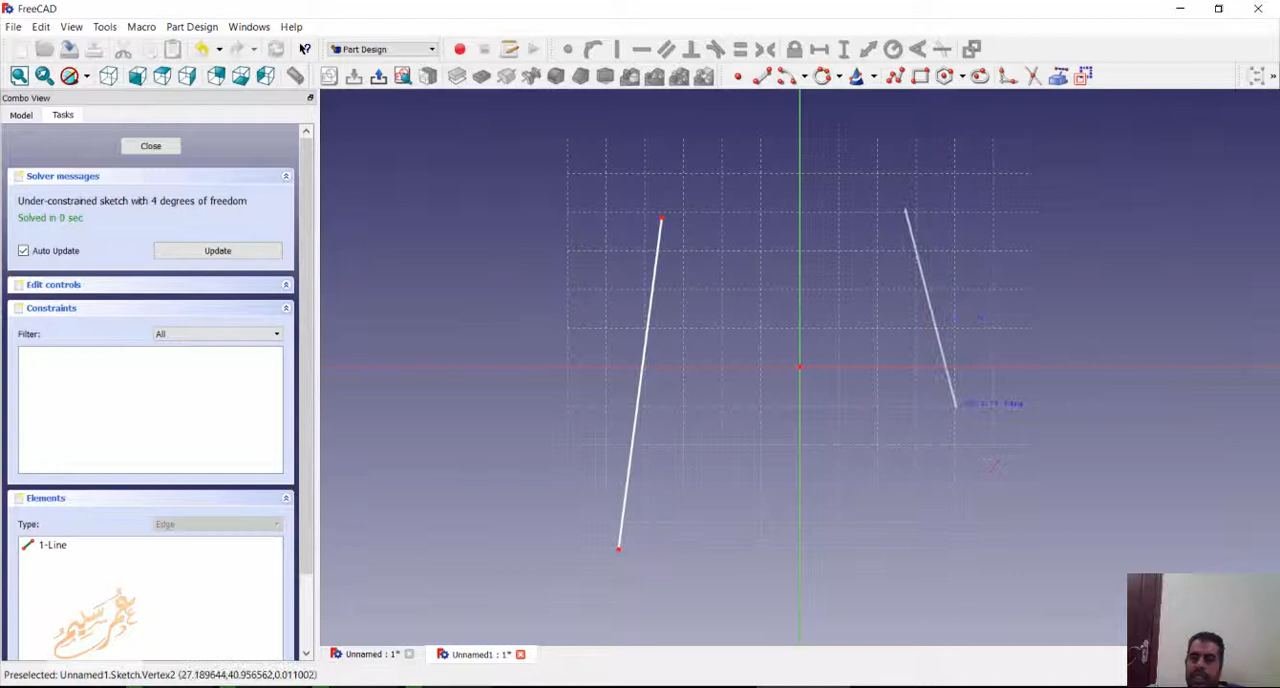 FreeCAD
File Edit View Tools Macro Part Design Windows Help
Part Design
Combo View
Model Tasks
Close
Solver messages
Under-constrained sketch with 4 degrees of freedom
Solved in 0 sec
Auto Update Update
Edit controls
Constraints
Filter: All
Elements
Type: Edge
1-Line
عمر سليم
Unnamed : 1* Unnamed1 : 1*
Preselected: Unnamed1.Sketch.Vertex2 (27.189644,40.956562,0.011002)